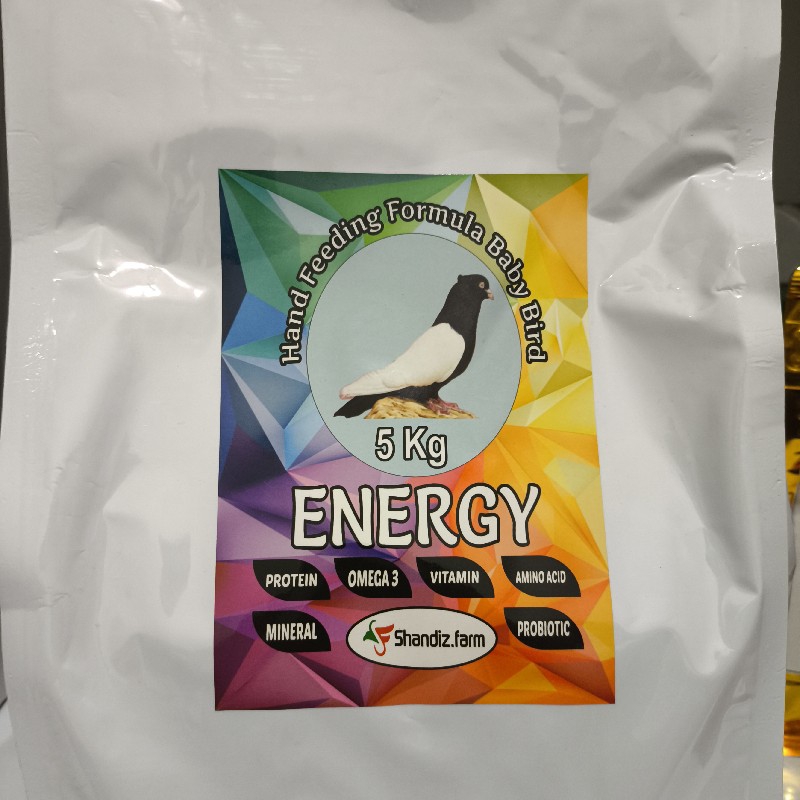 Hand Feeding Formula Baby Bird
5 Kg
ENERGY
PROTEIN OMEGA 3 VITAMIN AMINO ACID
MINERAL Shandiz.farm PROBIOTIC